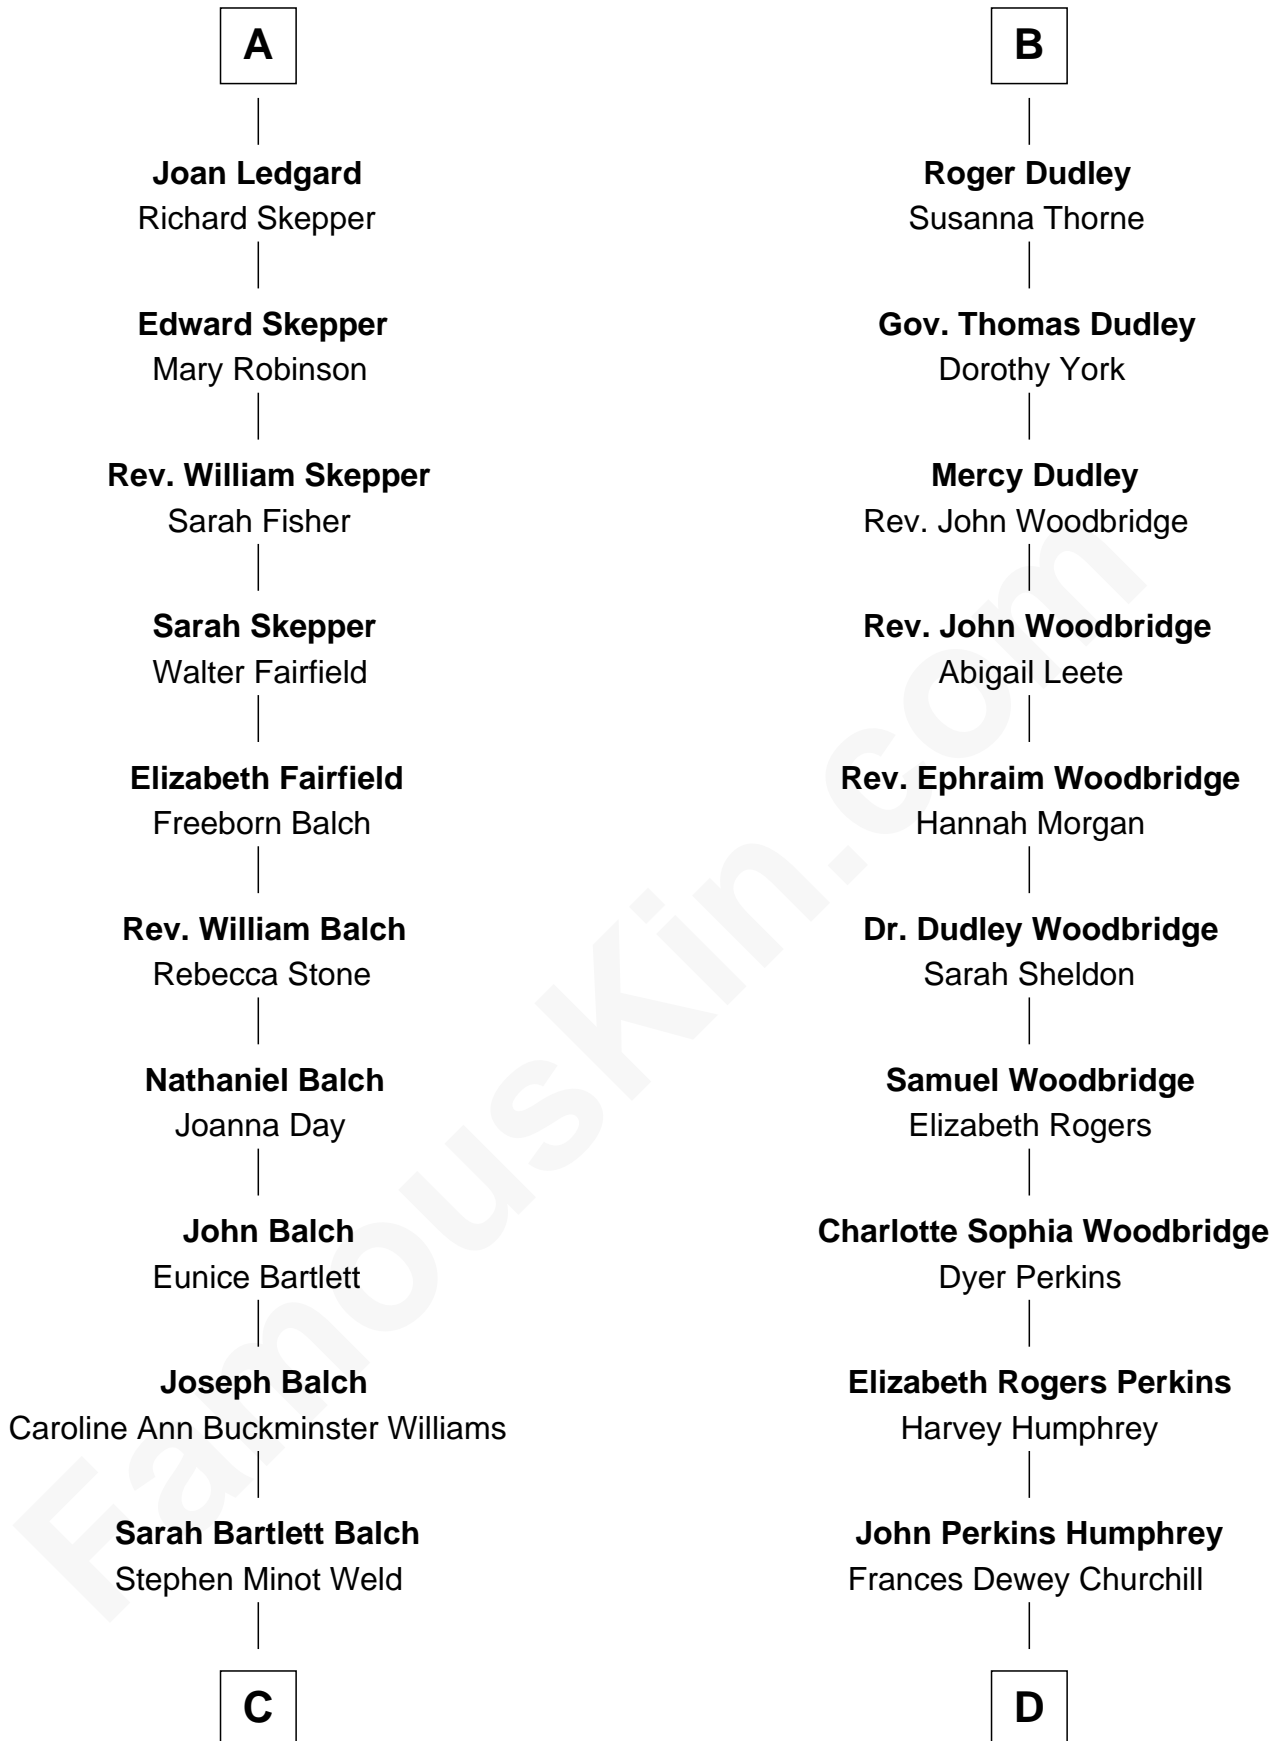 A
Joan Ledgard
Richard Skepper
Edward Skepper
Mary Robinson
Rev. William Skepper
Sarah Fisher
Sarah Skepper
Walter Fairfield
Elizabeth Fairfield
Freeborn Balch
Rev. William Balch
Rebecca Stone
Nathaniel Balch
Joanna Day
John Balch
Eunice Bartlett
Joseph Balch
Caroline Ann Buckminster Williams
Sarah Bartlett Balch
Stephen Minot Weld
C
B
Roger Dudley
Susanna Thorne
Gov. Thomas Dudley
Dorothy York
Mercy Dudley
Rev. John Woodbridge
Rev. John Woodbridge
Abigail Leete
Rev. Ephraim Woodbridge
Hannah Morgan
Dr. Dudley Woodbridge
Sarah Sheldon
Samuel Woodbridge
Elizabeth Rogers
Charlotte Sophia Woodbridge
Dyer Perkins
Elizabeth Rogers Perkins
Harvey Humphrey
John Perkins Humphrey
Frances Dewey Churchill
D
FamousKin.com